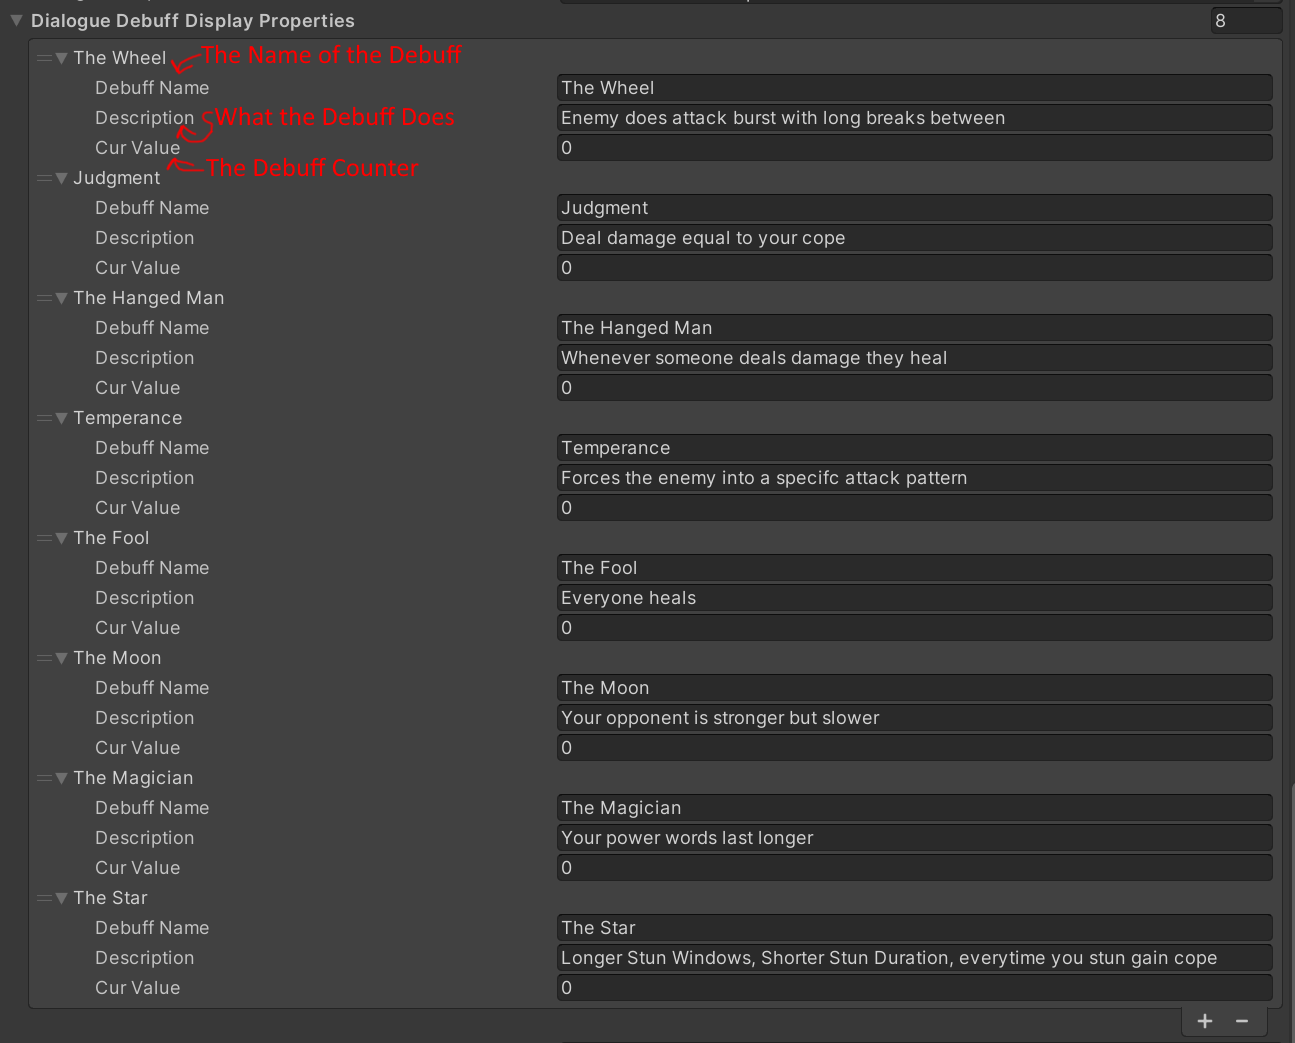 Dialogue Debuff Display Properties 8
The Wheel The Name of the Debuff
Debuff Name The Wheel
Description What the Debuff Does Enemy does attack burst with long breaks between
Cur Value 0
The Debuff Counter
Judgment
Debuff Name Judgment
Description Deal damage equal to your cope
Cur Value 0
The Hanged Man
Debuff Name The Hanged Man
Description Whenever someone deals damage they heal
Cur Value 0
Temperance
Debuff Name Temperance
Description Forces the enemy into a specifc attack pattern
Cur Value 0
The Fool
Debuff Name The Fool
Description Everyone heals
Cur Value 0
The Moon
Debuff Name The Moon
Description Your opponent is stronger but slower
Cur Value 0
The Magician
Debuff Name The Magician
Description Your power words last longer
Cur Value 0
The Star
Debuff Name The Star
Description Longer Stun Windows, Shorter Stun Duration, everytime you stun gain cope
Cur Value 0
+ −